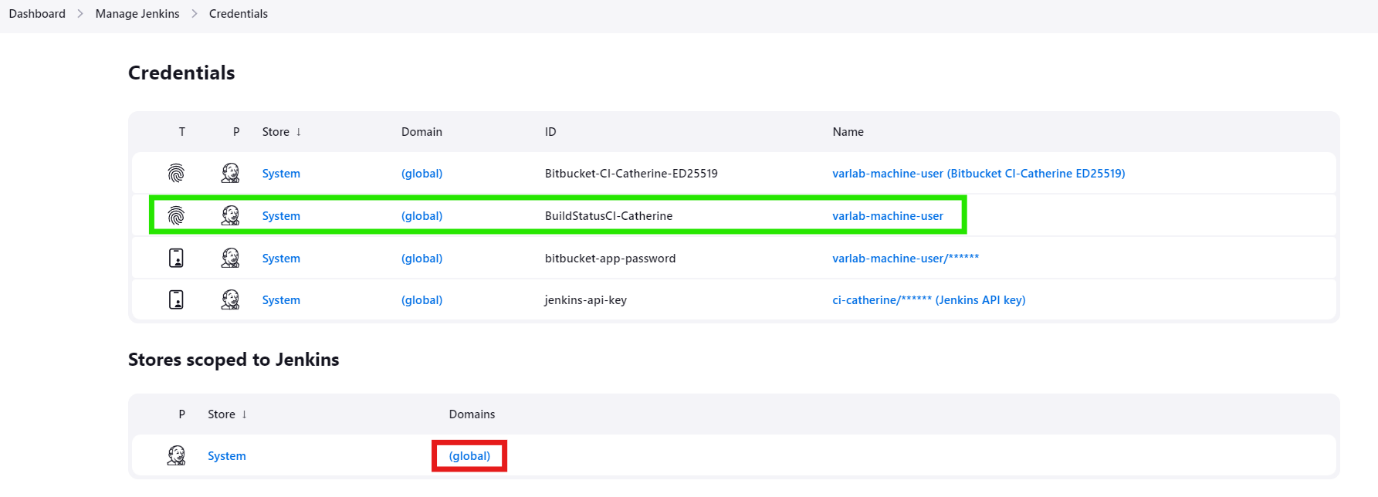 Dashboard > Manage Jenkins > Credentials
Credentials
T P Store ↓ Domain ID Name
System (global) Bitbucket-CI-Catherine-ED25519 varlab-machine-user (Bitbucket CI-Catherine ED25519)
System (global) BuildStatusCI-Catherine varlab-machine-user
System (global) bitbucket-app-password varlab-machine-user/******
System (global) jenkins-api-key ci-catherine/****** (Jenkins API key)
Stores scoped to Jenkins
P Store ↓ Domains
System (global)